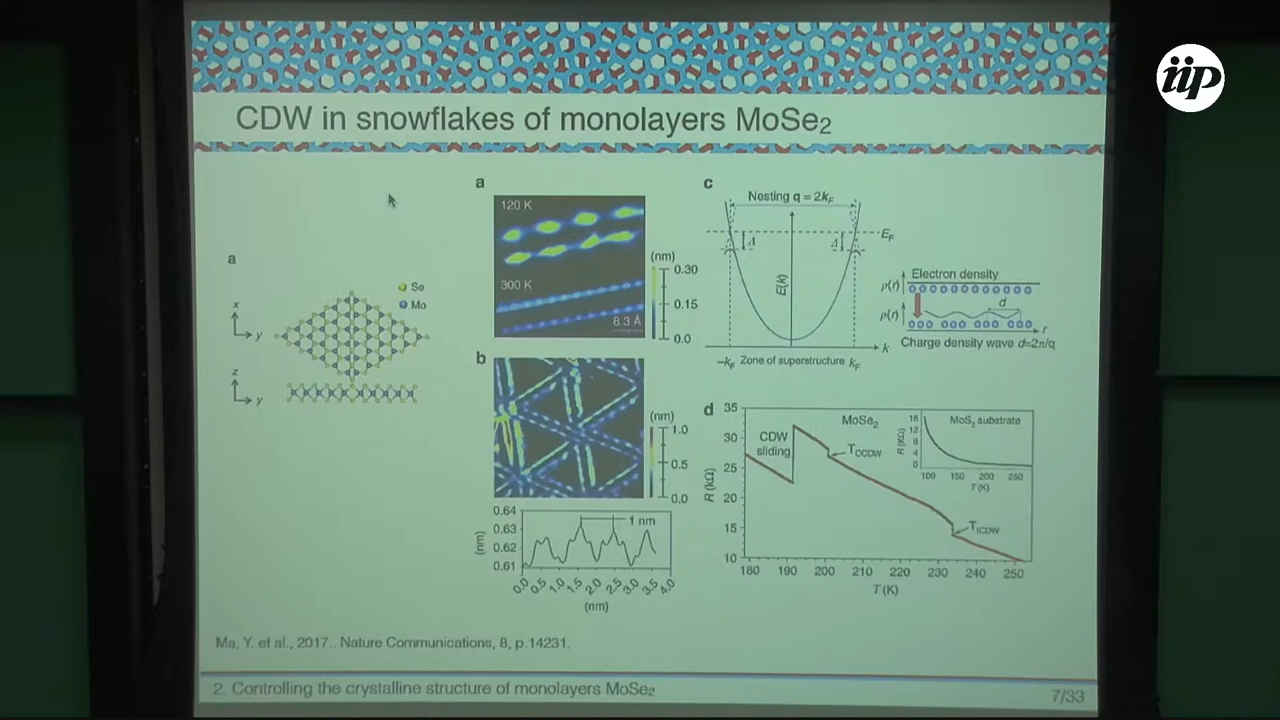 iip
CDW in snowflakes of monolayers MoSe2
a
Se
Mo
x
y
z
y
a
120 K
300 K
8.3 Å
(nm)
0.30
0.15
0.0
b
(nm)
1.0
0.5
0.0
0.64
0.63
0.62
0.61
(nm)
1 nm
0.0 0.5 1.0 1.5 2.0 2.5 3.0 3.5 4.0
(nm)
c
Nesting q = 2kF
EF
Δ
Δ
E(k)
k
−kF Zone of superstructure kF
Electron density
ρ(r)
ρ(r)
d
r
Charge density wave d=2π/q
d
35
30
25
20
15
10
R (kΩ)
CDW
sliding
MoSe2
TCCDW
TICDW
180 190 200 210 220 230 240 250
T (K)
MoS2 substrate
16
12
8
4
0
R (kΩ)
100 150 200 250
T (K)
Ma, Y. et al., 2017.. Nature Communications, 8, p.14231.
2. Controlling the crystalline structure of monolayers MoSe2
7/33